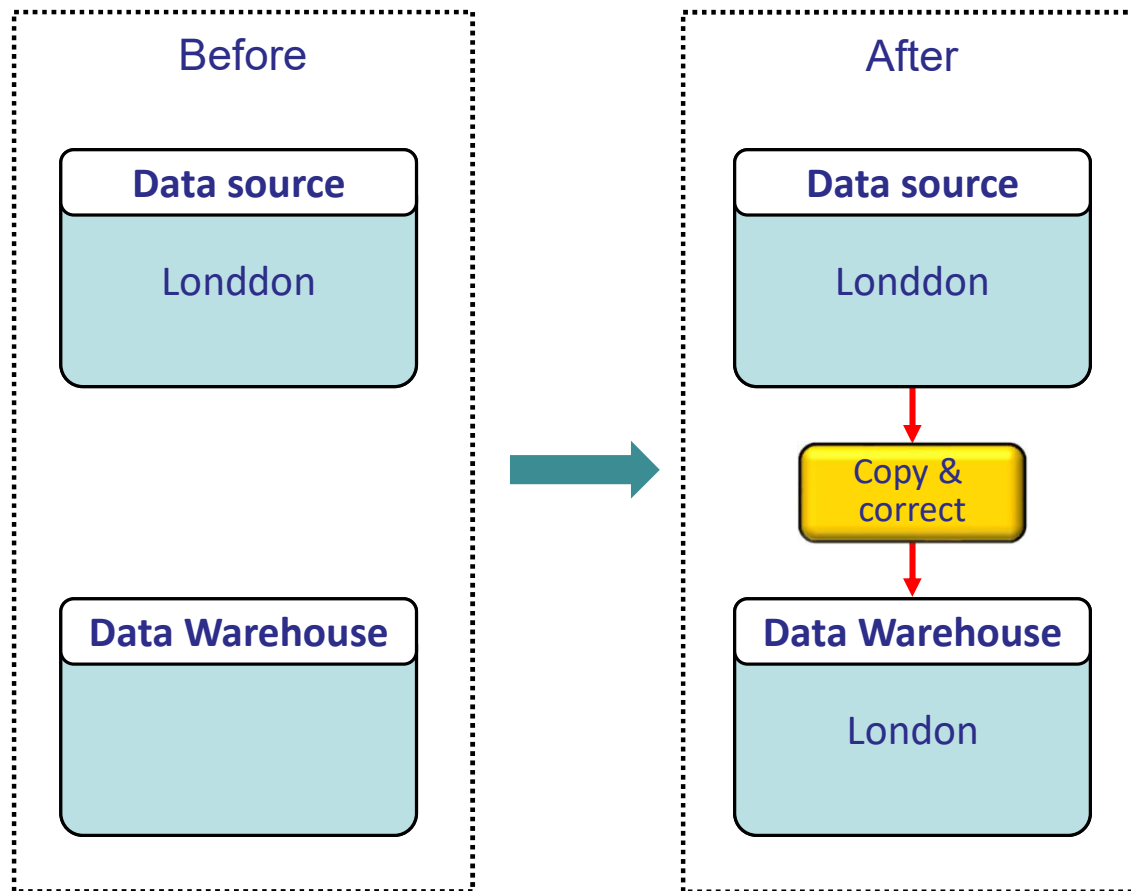 Before
Data source
Londdon
Data Warehouse
After
Data source
Londdon
Copy &
correct
Data Warehouse
London